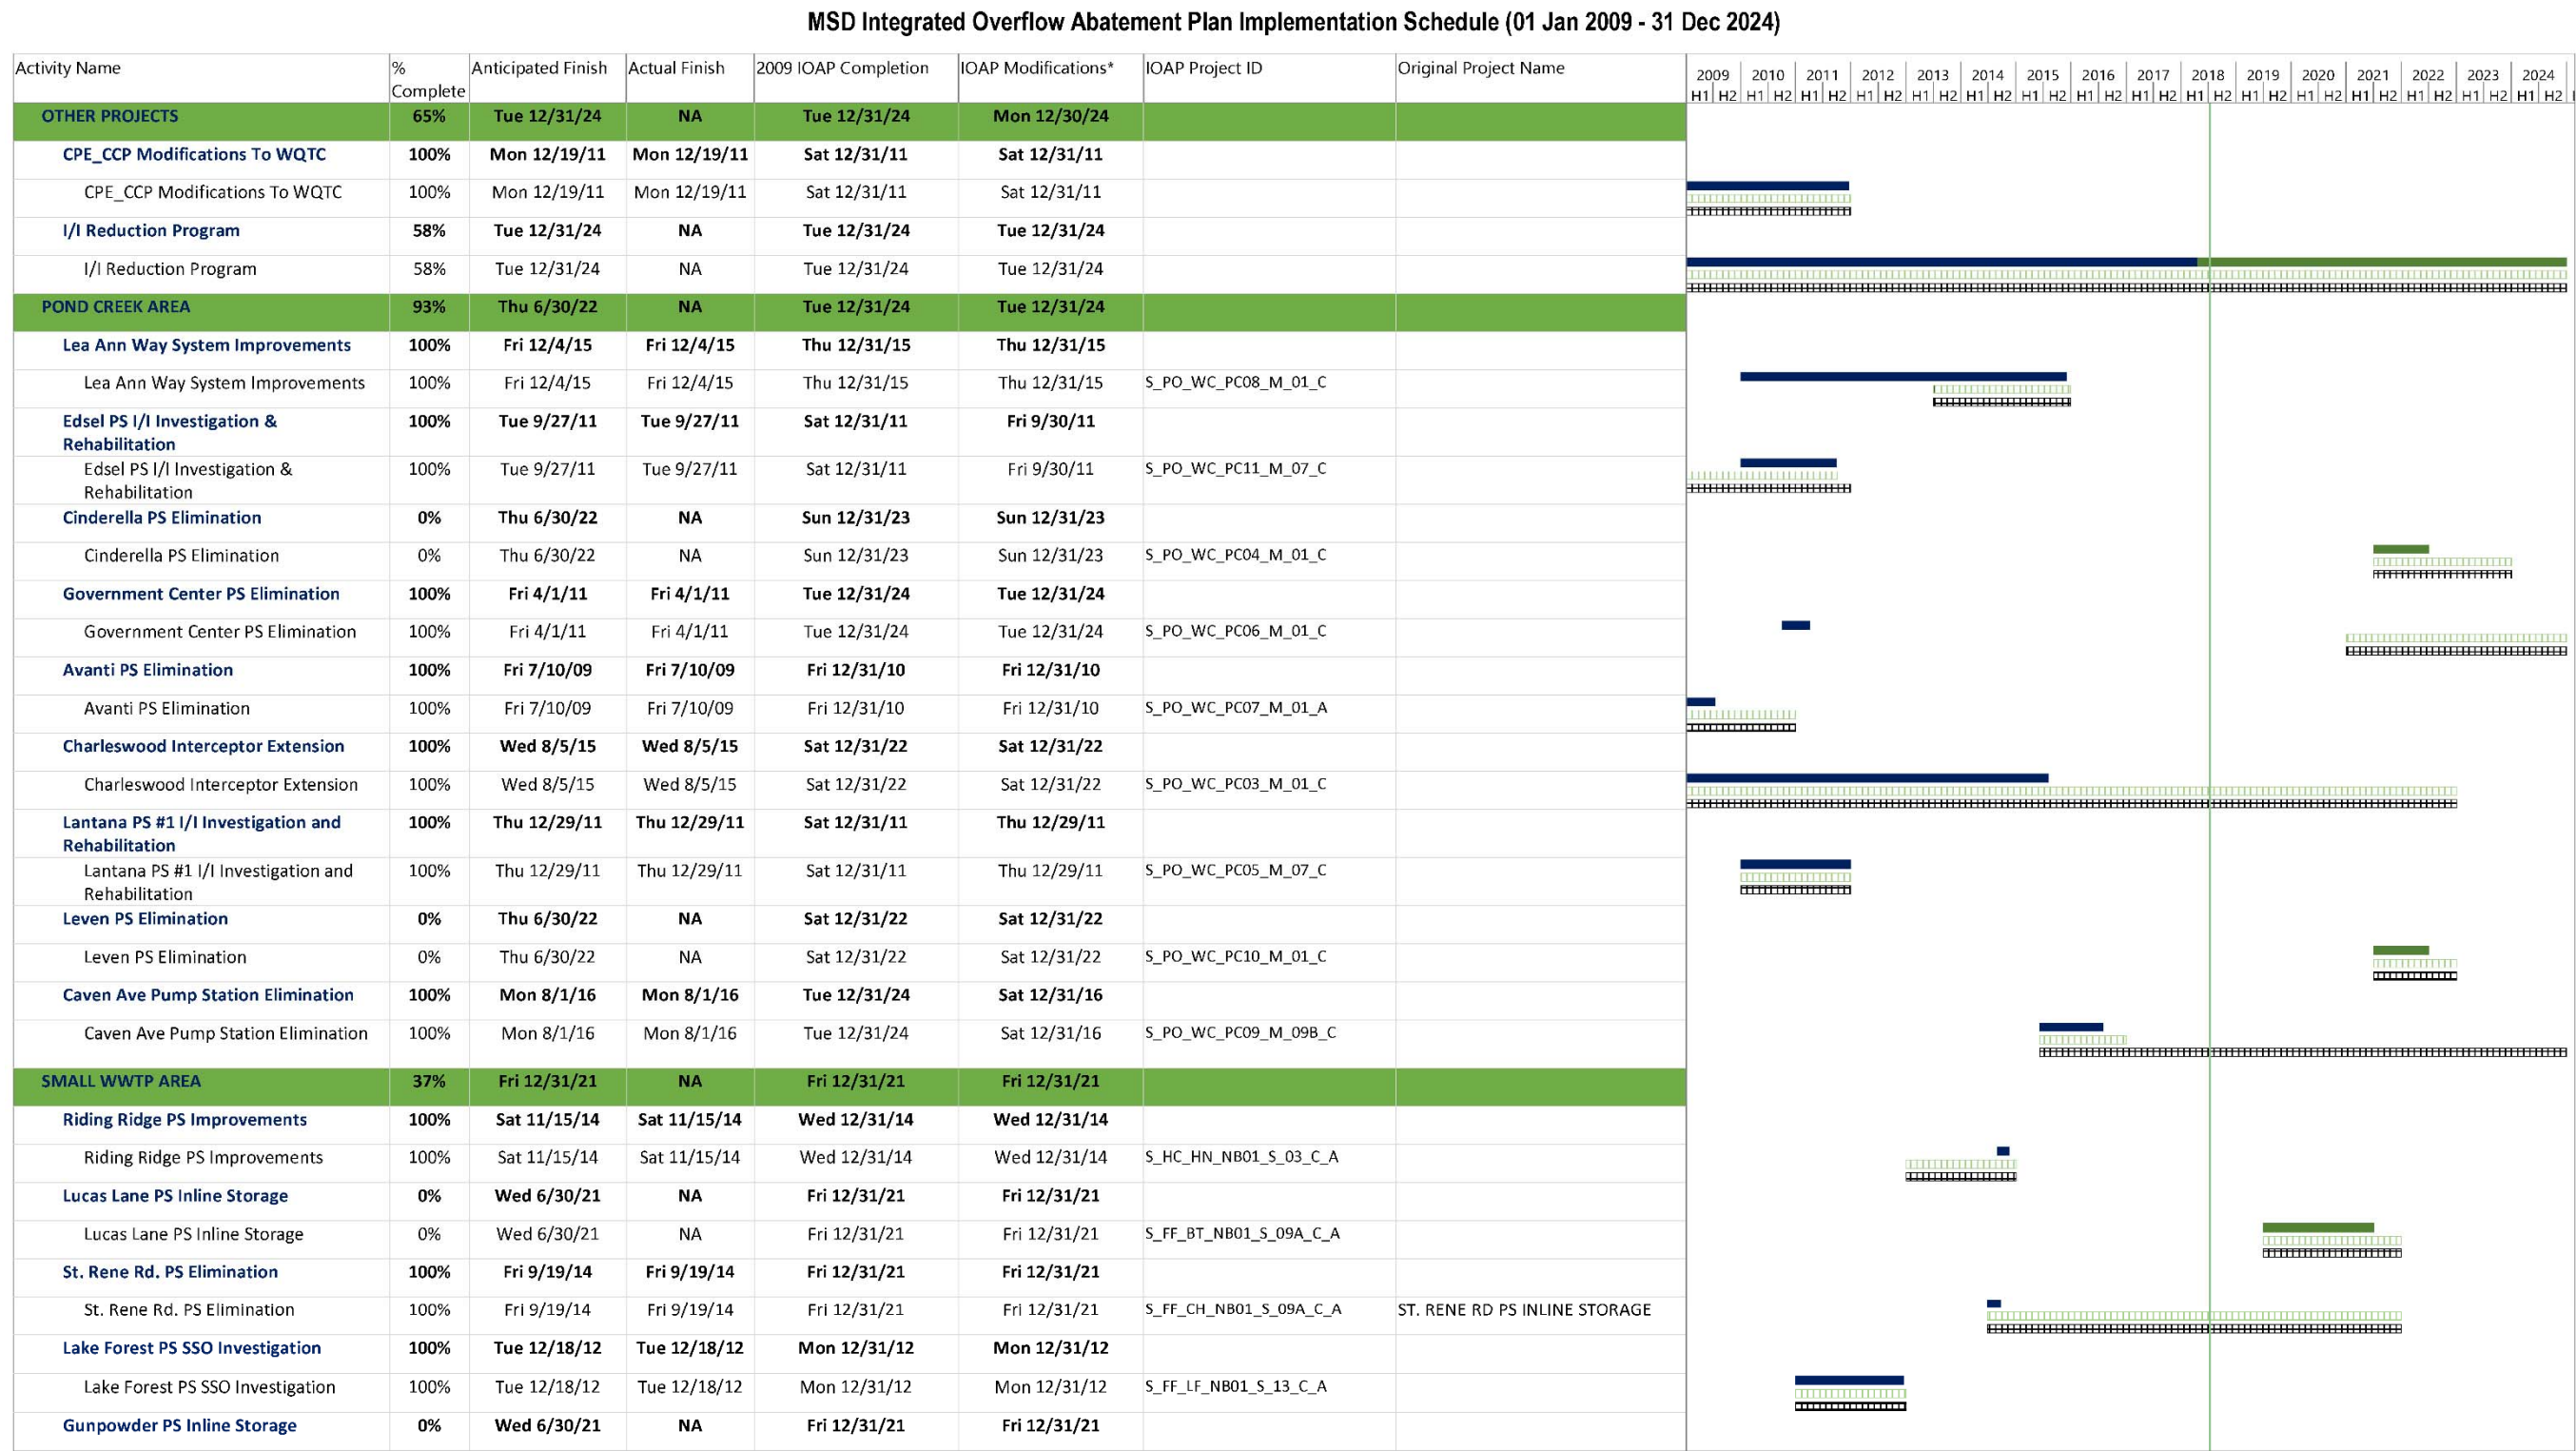 MSD Integrated Overflow Abatement Plan Implementation Schedule (01 Jan 2009 - 31 Dec 2024)
Activity Name % Complete Anticipated Finish Actual Finish 2009 IOAP Completion IOAP Modifications* IOAP Project ID Original Project Name
2009 2010 2011 2012 2013 2014 2015 2016 2017 2018 2019 2020 2021 2022 2023 2024
H1 H2 H1 H2 H1 H2 H1 H2 H1 H2 H1 H2 H1 H2 H1 H2 H1 H2 H1 H2 H1 H2 H1 H2 H1 H2 H1 H2 H1 H2 H1 H2
OTHER PROJECTS 65% Tue 12/31/24 NA Tue 12/31/24 Mon 12/30/24
CPE_CCP Modifications To WQTC 100% Mon 12/19/11 Mon 12/19/11 Sat 12/31/11 Sat 12/31/11
CPE_CCP Modifications To WQTC 100% Mon 12/19/11 Mon 12/19/11 Sat 12/31/11 Sat 12/31/11
I/I Reduction Program 58% Tue 12/31/24 NA Tue 12/31/24 Tue 12/31/24
I/I Reduction Program 58% Tue 12/31/24 NA Tue 12/31/24 Tue 12/31/24
POND CREEK AREA 93% Thu 6/30/22 NA Tue 12/31/24 Tue 12/31/24
Lea Ann Way System Improvements 100% Fri 12/4/15 Fri 12/4/15 Thu 12/31/15 Thu 12/31/15
Lea Ann Way System Improvements 100% Fri 12/4/15 Fri 12/4/15 Thu 12/31/15 Thu 12/31/15 S_PO_WC_PC08_M_01_C
Edsel PS I/I Investigation & 100% Tue 9/27/11 Tue 9/27/11 Sat 12/31/11 Fri 9/30/11
Rehabilitation
Edsel PS I/I Investigation & 100% Tue 9/27/11 Tue 9/27/11 Sat 12/31/11 Fri 9/30/11 S_PO_WC_PC11_M_07_C
Rehabilitation
Cinderella PS Elimination 0% Thu 6/30/22 NA Sun 12/31/23 Sun 12/31/23
Cinderella PS Elimination 0% Thu 6/30/22 NA Sun 12/31/23 Sun 12/31/23 S_PO_WC_PC04_M_01_C
Government Center PS Elimination 100% Fri 4/1/11 Fri 4/1/11 Tue 12/31/24 Tue 12/31/24
Government Center PS Elimination 100% Fri 4/1/11 Fri 4/1/11 Tue 12/31/24 Tue 12/31/24 S_PO_WC_PC06_M_01_C
Avanti PS Elimination 100% Fri 7/10/09 Fri 7/10/09 Fri 12/31/10 Fri 12/31/10
Avanti PS Elimination 100% Fri 7/10/09 Fri 7/10/09 Fri 12/31/10 Fri 12/31/10 S_PO_WC_PC07_M_01_A
Charleswood Interceptor Extension 100% Wed 8/5/15 Wed 8/5/15 Sat 12/31/22 Sat 12/31/22
Charleswood Interceptor Extension 100% Wed 8/5/15 Wed 8/5/15 Sat 12/31/22 Sat 12/31/22 S_PO_WC_PC03_M_01_C
Lantana PS #1 I/I Investigation and 100% Thu 12/29/11 Thu 12/29/11 Sat 12/31/11 Thu 12/29/11
Rehabilitation
Lantana PS #1 I/I Investigation and 100% Thu 12/29/11 Thu 12/29/11 Sat 12/31/11 Thu 12/29/11 S_PO_WC_PC05_M_07_C
Rehabilitation
Leven PS Elimination 0% Thu 6/30/22 NA Sat 12/31/22 Sat 12/31/22
Leven PS Elimination 0% Thu 6/30/22 NA Sat 12/31/22 Sat 12/31/22 S_PO_WC_PC10_M_01_C
Caven Ave Pump Station Elimination 100% Mon 8/1/16 Mon 8/1/16 Tue 12/31/24 Sat 12/31/16
Caven Ave Pump Station Elimination 100% Mon 8/1/16 Mon 8/1/16 Tue 12/31/24 Sat 12/31/16 S_PO_WC_PC09_M_09B_C
SMALL WWTP AREA 37% Fri 12/31/21 NA Fri 12/31/21 Fri 12/31/21
Riding Ridge PS Improvements 100% Sat 11/15/14 Sat 11/15/14 Wed 12/31/14 Wed 12/31/14
Riding Ridge PS Improvements 100% Sat 11/15/14 Sat 11/15/14 Wed 12/31/14 Wed 12/31/14 S_HC_HN_NB01_S_03_C_A
Lucas Lane PS Inline Storage 0% Wed 6/30/21 NA Fri 12/31/21 Fri 12/31/21
Lucas Lane PS Inline Storage 0% Wed 6/30/21 NA Fri 12/31/21 Fri 12/31/21 S_FF_BT_NB01_S_09A_C_A
St. Rene Rd. PS Elimination 100% Fri 9/19/14 Fri 9/19/14 Fri 12/31/21 Fri 12/31/21
St. Rene Rd. PS Elimination 100% Fri 9/19/14 Fri 9/19/14 Fri 12/31/21 Fri 12/31/21 S_FF_CH_NB01_S_09A_C_A ST. RENE RD PS INLINE STORAGE
Lake Forest PS SSO Investigation 100% Tue 12/18/12 Tue 12/18/12 Mon 12/31/12 Mon 12/31/12
Lake Forest PS SSO Investigation 100% Tue 12/18/12 Tue 12/18/12 Mon 12/31/12 Mon 12/31/12 S_FF_LF_NB01_S_13_C_A
Gunpowder PS Inline Storage 0% Wed 6/30/21 NA Fri 12/31/21 Fri 12/31/21